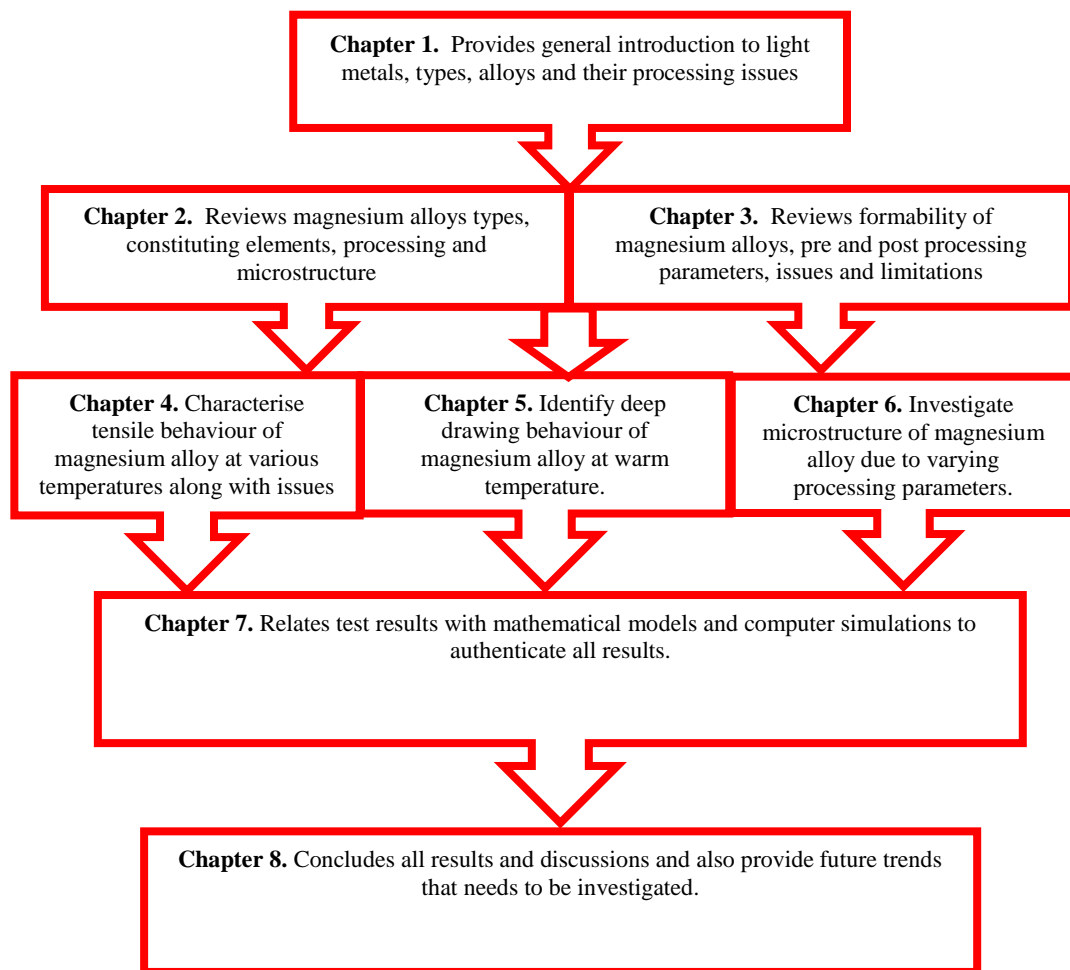 Chapter 1.  Provides general introduction to light
metals, types, alloys and their processing issues
Chapter 2.  Reviews magnesium alloys types,
constituting elements, processing and
microstructure
Chapter 3.  Reviews formability of
magnesium alloys, pre and post processing
parameters, issues and limitations
Chapter 4. Characterise
tensile behaviour of
magnesium alloy at various
temperatures along with issues
Chapter 5. Identify deep
drawing behaviour of
magnesium alloy at warm
temperature.
Chapter 6. Investigate
microstructure of magnesium
alloy due to varying
processing parameters.
Chapter 7. Relates test results with mathematical models and computer simulations to
authenticate all results.
Chapter 8. Concludes all results and discussions and also provide future trends
that needs to be investigated.